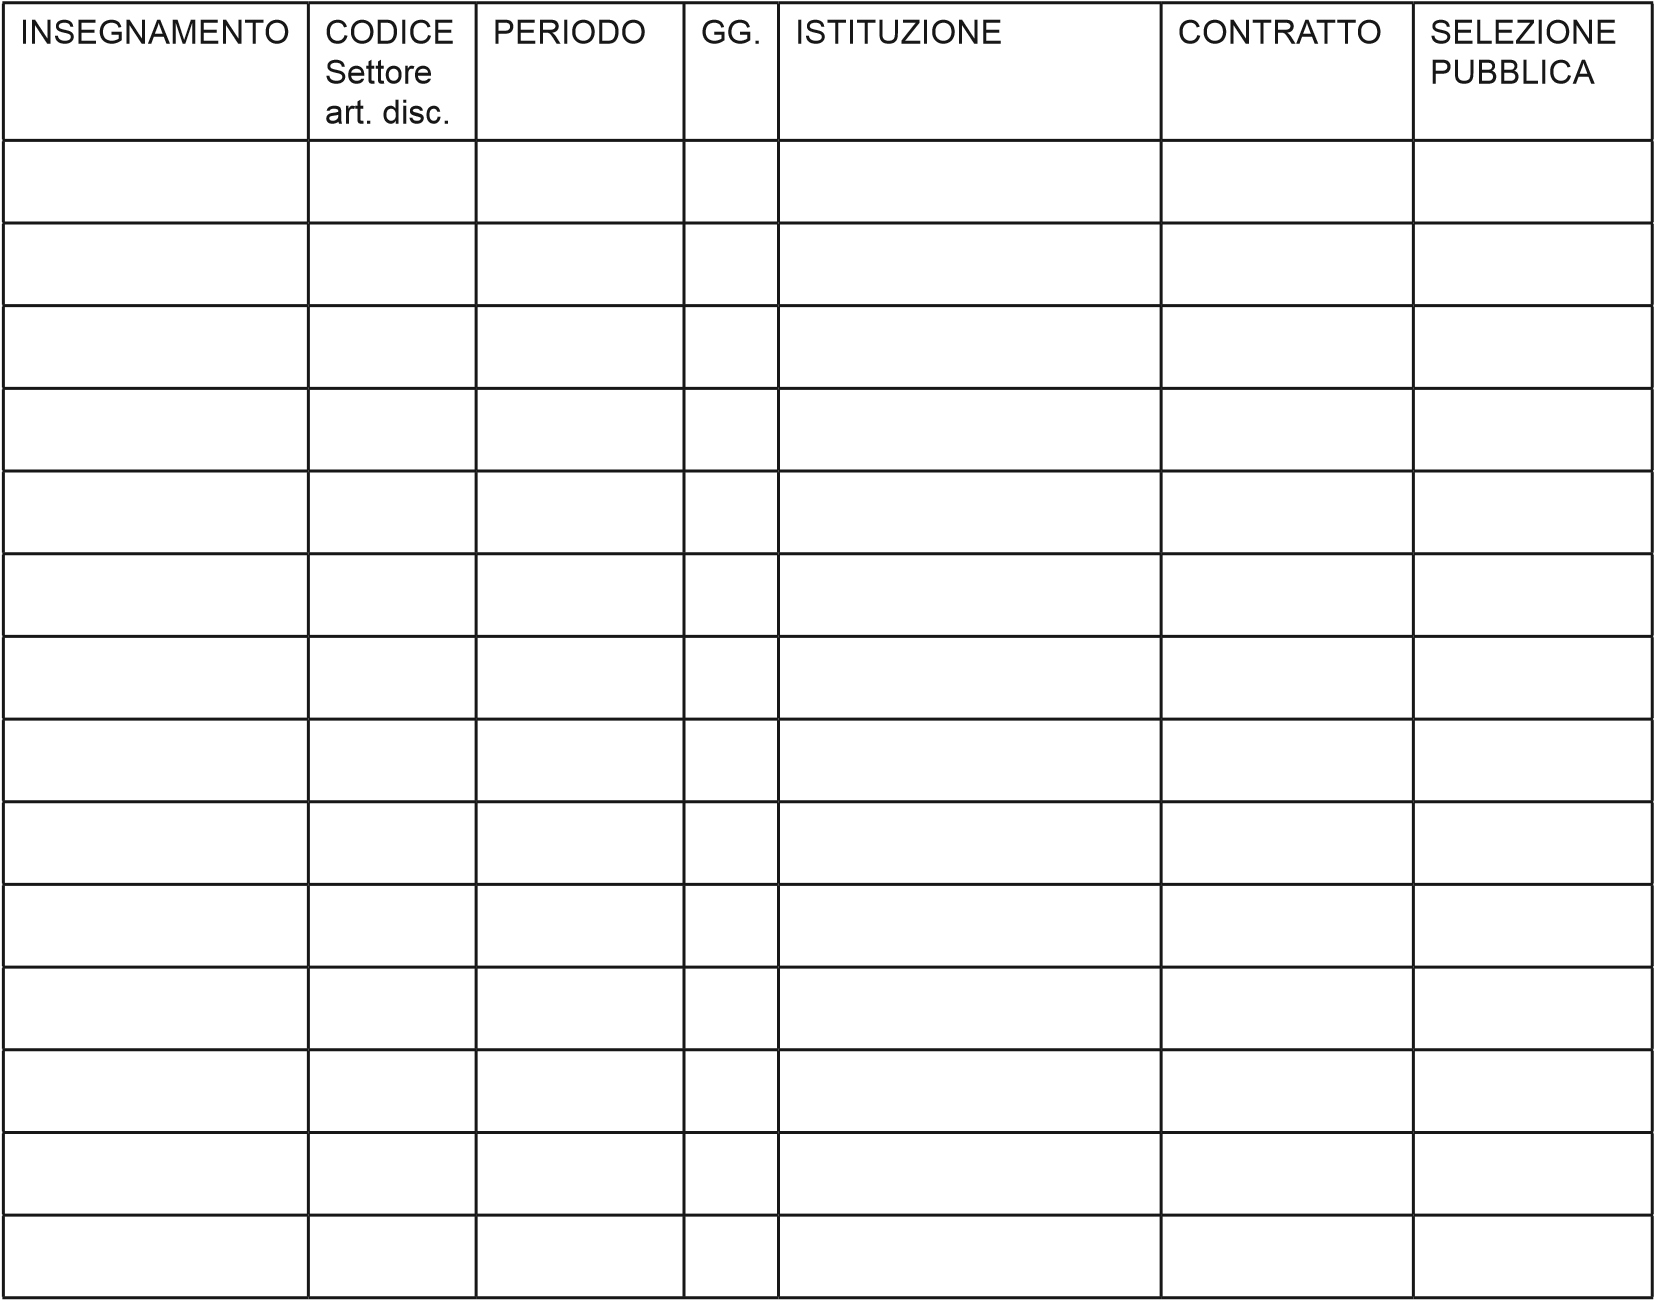 INSEGNAMENTO
CODICE
Settore
art. disc.
PERIODO
GG.
ISTITUZIONE
CONTRATTO
SELEZIONE
PUBBLICA